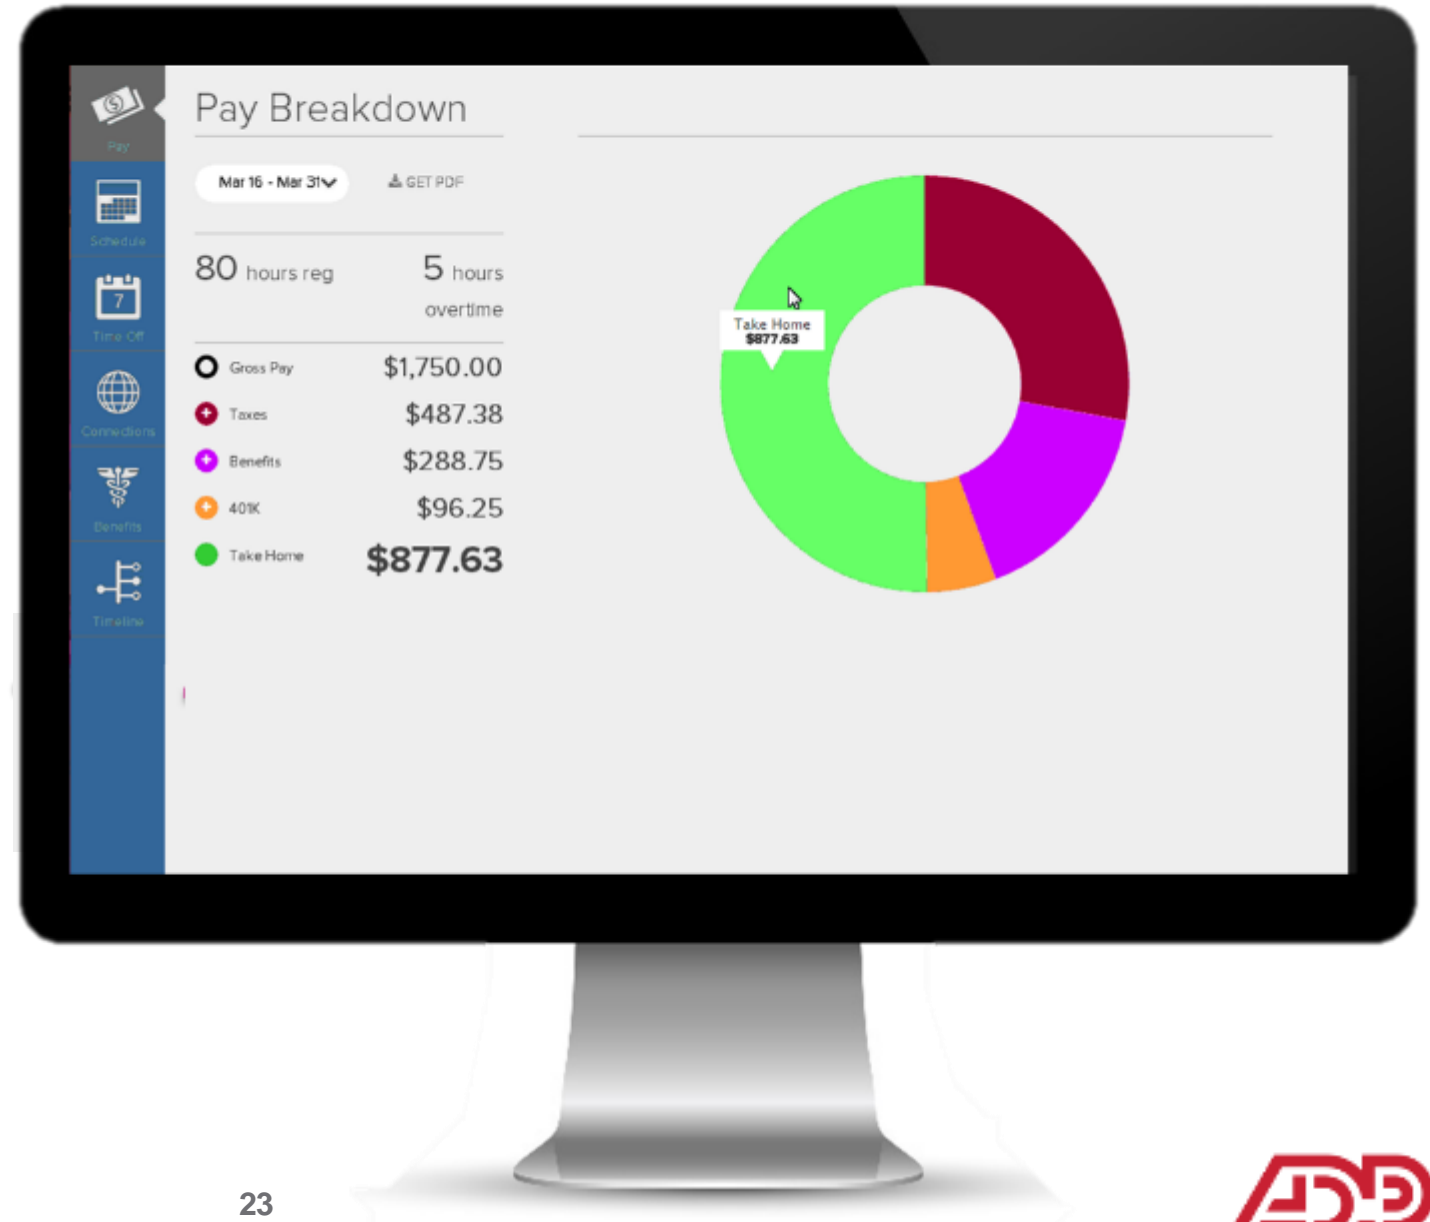 Pay Breakdown
Pay
Mar 16 - Mar 31
GET PDF
Schedule
80 hours reg
5 hours
overtime
7
Time Off
Gross Pay $1,750.00
Taxes $487.38
Connections
Benefits $288.75
401K $96.25
Benefits
Take Home $877.63
Timeline
Take Home
$877.63
23
ADP